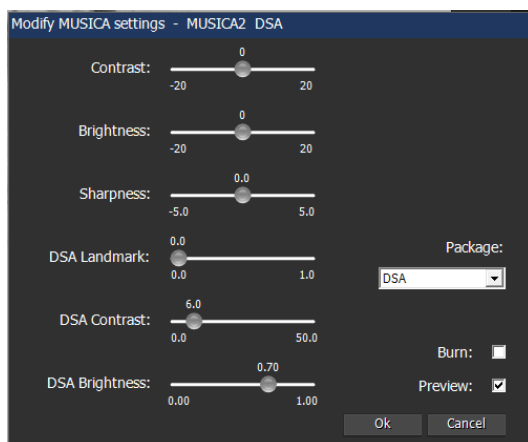 Modify MUSICA settings - MUSICA2 DSA
0
Contrast:
-20 20
0
Brightness:
-20 20
0.0
Sharpness:
-5.0 5.0
0.0
DSA Landmark:
0.0 1.0
Package:
DSA
6.0
DSA Contrast:
0.0 50.0
Burn:
0.70
DSA Brightness:
0.00 1.00
Preview:
Ok Cancel